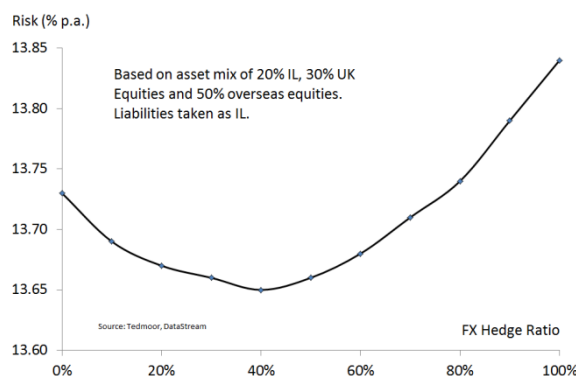 Risk (% p.a.)
13.85
Based on asset mix of 20% IL, 30% UK
Equities and 50% overseas equities.
Liabilities taken as IL.
13.80
13.75
13.70
13.65
Source: Tedmoor, DataStream
FX Hedge Ratio
13.60
0% 20% 40% 60% 80% 100%